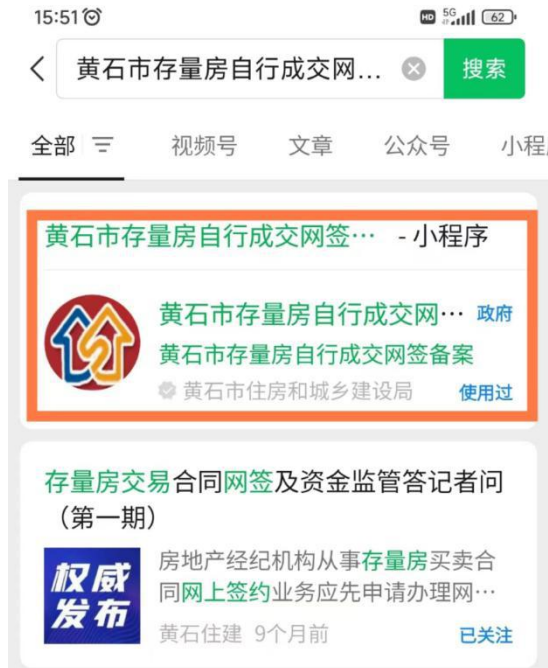 15:51
HD 5G 62
黄石市存量房自行成交网... 搜索
全部 视频号 文章 公众号 小程
黄石市存量房自行成交网签… - 小程序
黄石市存量房自行成交网… 政府
黄石市存量房自行成交网签备案
黄石市住房和城乡建设局 使用过
存量房交易合同网签及资金监管答记者问
（第一期）
权威
发布
房地产经纪机构从事存量房买卖合
同网上签约业务应先申请办理网…
黄石住建 9个月前 已关注